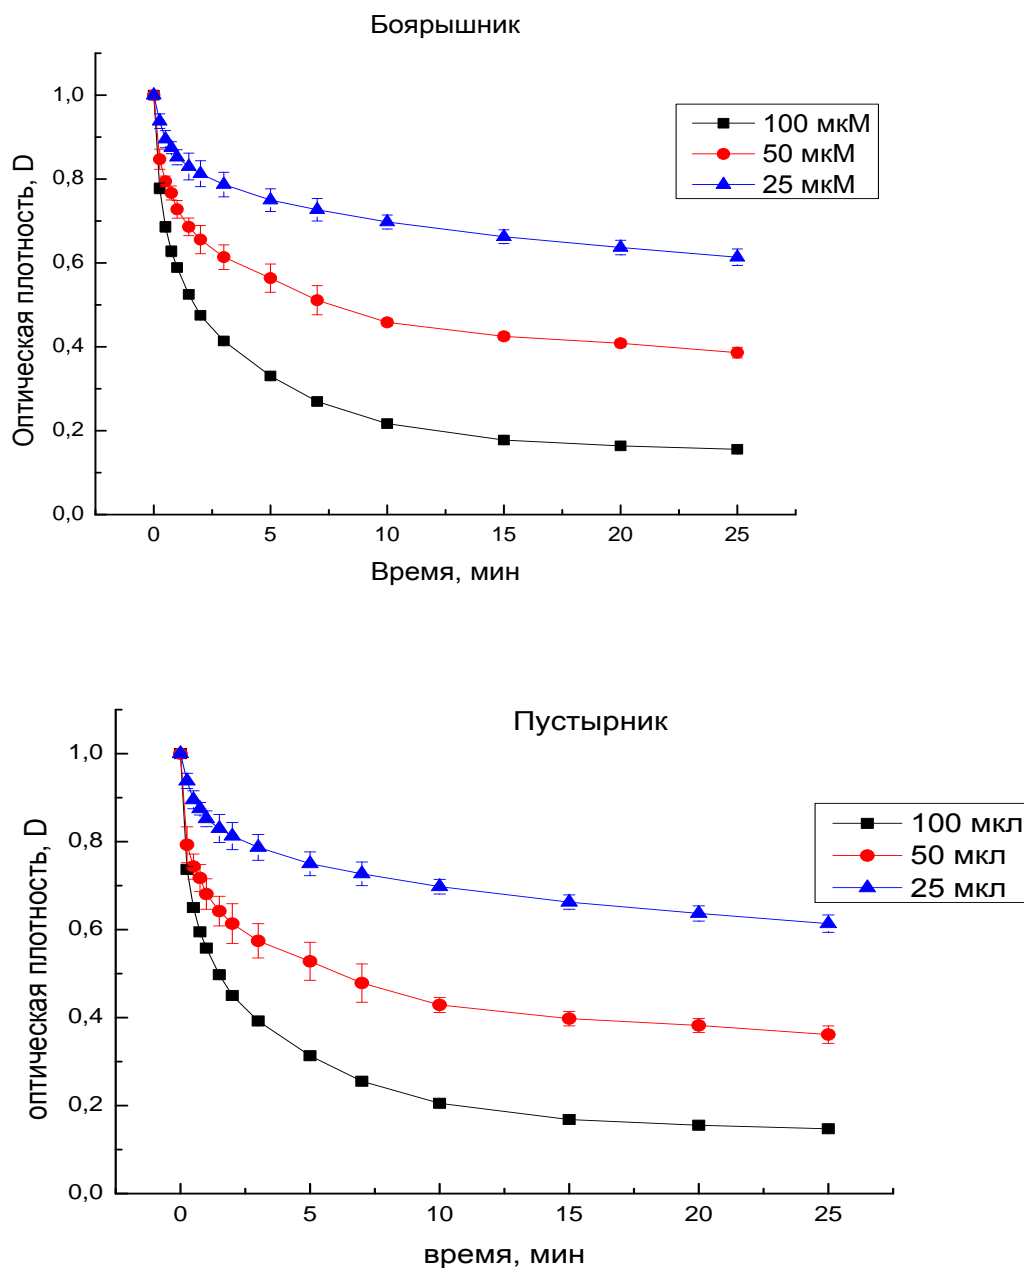 Боярышник
1,0
0,8
0,6
0,4
0,2
0,0
Оптическая плотность, D
100 мкМ
50 мкМ
25 мкМ
0 5 10 15 20 25
Время, мин
Пустырник
1,0
0,8
0,6
0,4
0,2
0,0
оптическая плотность, D
100 мкл
50 мкл
25 мкл
0 5 10 15 20 25
время, мин